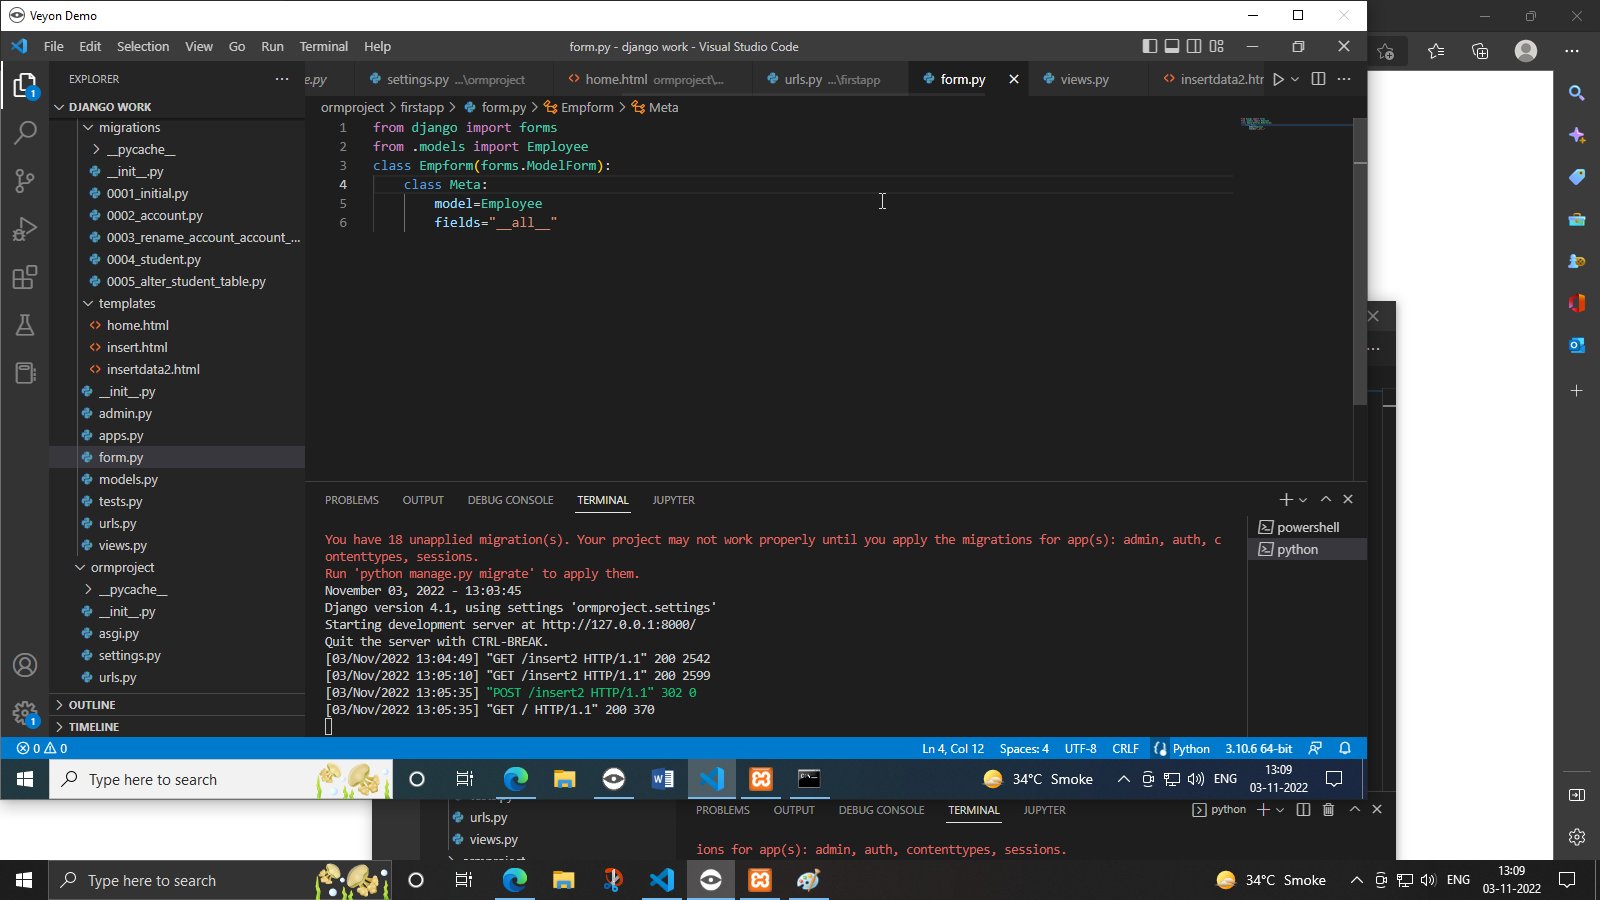 Veyon Demo
File Edit Selection View Go Run Terminal Help
form.py - django work - Visual Studio Code
EXPLORER
settings.py ...\ormproject
home.html ormproject\...
urls.py ...\firstapp
form.py
views.py
insertdata2.htr
DJANGO WORK
ormproject > firstapp > form.py > Empform > Meta
migrations
__pycache__
__init__.py
0001_initial.py
0002_account.py
0003_rename_account_account_...
0004_student.py
0005_alter_student_table.py
templates
home.html
insert.html
insertdata2.html
__init__.py
admin.py
apps.py
form.py
models.py
tests.py
urls.py
views.py
ormproject
__pycache__
__init__.py
asgi.py
settings.py
urls.py
OUTLINE
TIMELINE
1 from django import forms
2 from .models import Employee
3 class Empform(forms.ModelForm):
4 class Meta:
5 model=Employee
6 fields="__all__"
PROBLEMS OUTPUT DEBUG CONSOLE TERMINAL JUPYTER
powershell
python
You have 18 unapplied migration(s). Your project may not work properly until you apply the migrations for app(s): admin, auth, c
ontenttypes, sessions.
Run 'python manage.py migrate' to apply them.
November 03, 2022 - 13:03:45
Django version 4.1, using settings 'ormproject.settings'
Starting development server at http://127.0.0.1:8000/
Quit the server with CTRL-BREAK.
[03/Nov/2022 13:04:49] "GET /insert2 HTTP/1.1" 200 2542
[03/Nov/2022 13:05:10] "GET /insert2 HTTP/1.1" 200 2599
[03/Nov/2022 13:05:35] "POST /insert2 HTTP/1.1" 302 0
[03/Nov/2022 13:05:35] "GET / HTTP/1.1" 200 370
0 0
Ln 4, Col 12 Spaces: 4 UTF-8 CRLF Python 3.10.6 64-bit
Type here to search
34°C Smoke
ENG
13:09
03-11-2022
urls.py
views.py
PROBLEMS OUTPUT DEBUG CONSOLE TERMINAL JUPYTER
python
ions for app(s): admin, auth, contenttypes, sessions.
Type here to search
34°C Smoke
ENG
13:09
03-11-2022